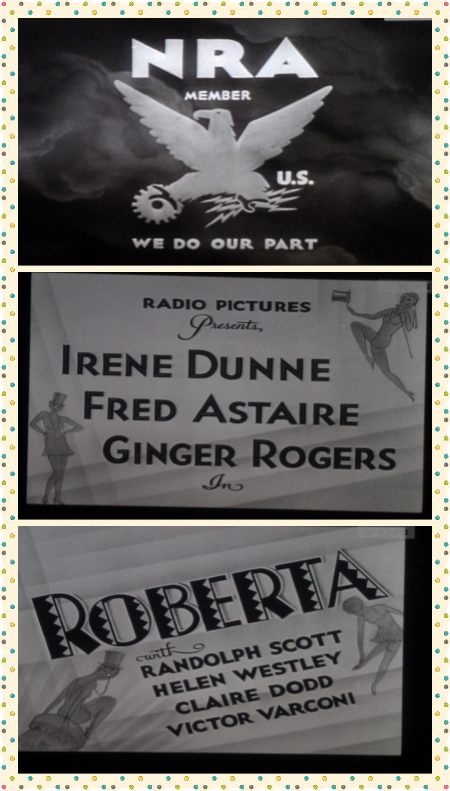 NRA
MEMBER
U.S.
WE DO OUR PART
RADIO PICTURES
Presents,
IRENE DUNNE
FRED ASTAIRE
GINGER ROGERS
In
ROBERTA
with
RANDOLPH SCOTT
HELEN WESTLEY
CLAIRE DODD
VICTOR VARCONI